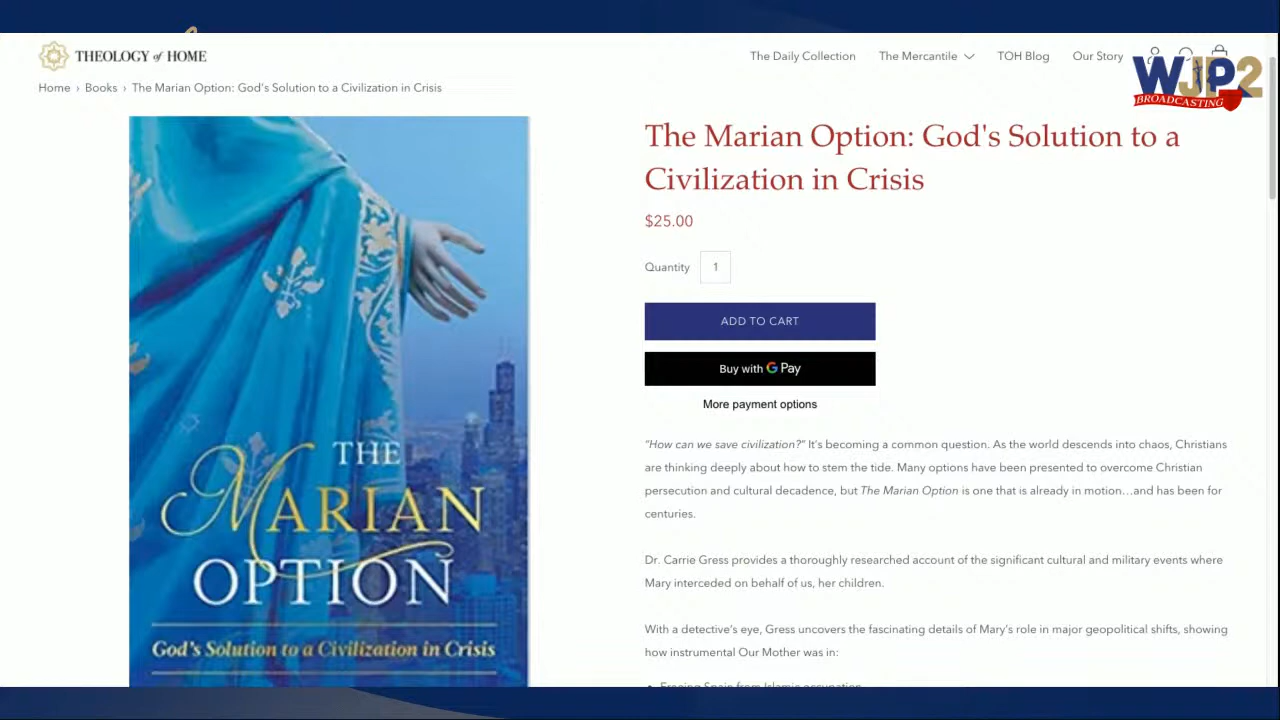 THEOLOGY of HOME
The Daily Collection
The Mercantile
TOH Blog
Our Story
WJP2
BROADCASTING
Home › Books › The Marian Option: God's Solution to a Civilization in Crisis
The Marian Option: God's Solution to a
Civilization in Crisis
$25.00
Quantity 1
ADD TO CART
Buy with G Pay
More payment options
“How can we save civilization?” It’s becoming a common question. As the world descends into chaos, Christians
are thinking deeply about how to stem the tide. Many options have been presented to overcome Christian
persecution and cultural decadence, but The Marian Option is one that is already in motion…and has been for
centuries.
Dr. Carrie Gress provides a thoroughly researched account of the significant cultural and military events where
Mary interceded on behalf of us, her children.
With a detective’s eye, Gress uncovers the fascinating details of Mary’s role in major geopolitical shifts, showing
how instrumental Our Mother was in:
• Freeing Spain from Islamic occupation
THE
MARIAN
OPTION
God's Solution to a Civilization in Crisis